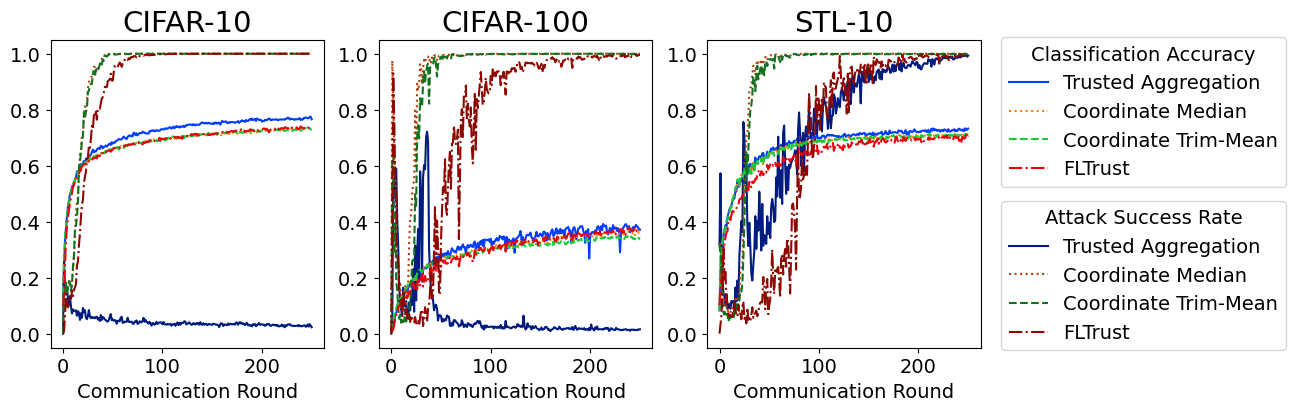 CIFAR-10
CIFAR-100
STL-10
1.0
0.8
0.6
0.4
0.2
0.0
0
100
200
Communication Round
1.0
0.8
0.6
0.4
0.2
0.0
0
100
200
Communication Round
1.0
0.8
0.6
0.4
0.2
0.0
0
100
200
Communication Round
Classification Accuracy
Trusted Aggregation
Coordinate Median
Coordinate Trim-Mean
FLTrust
Attack Success Rate
Trusted Aggregation
Coordinate Median
Coordinate Trim-Mean
FLTrust